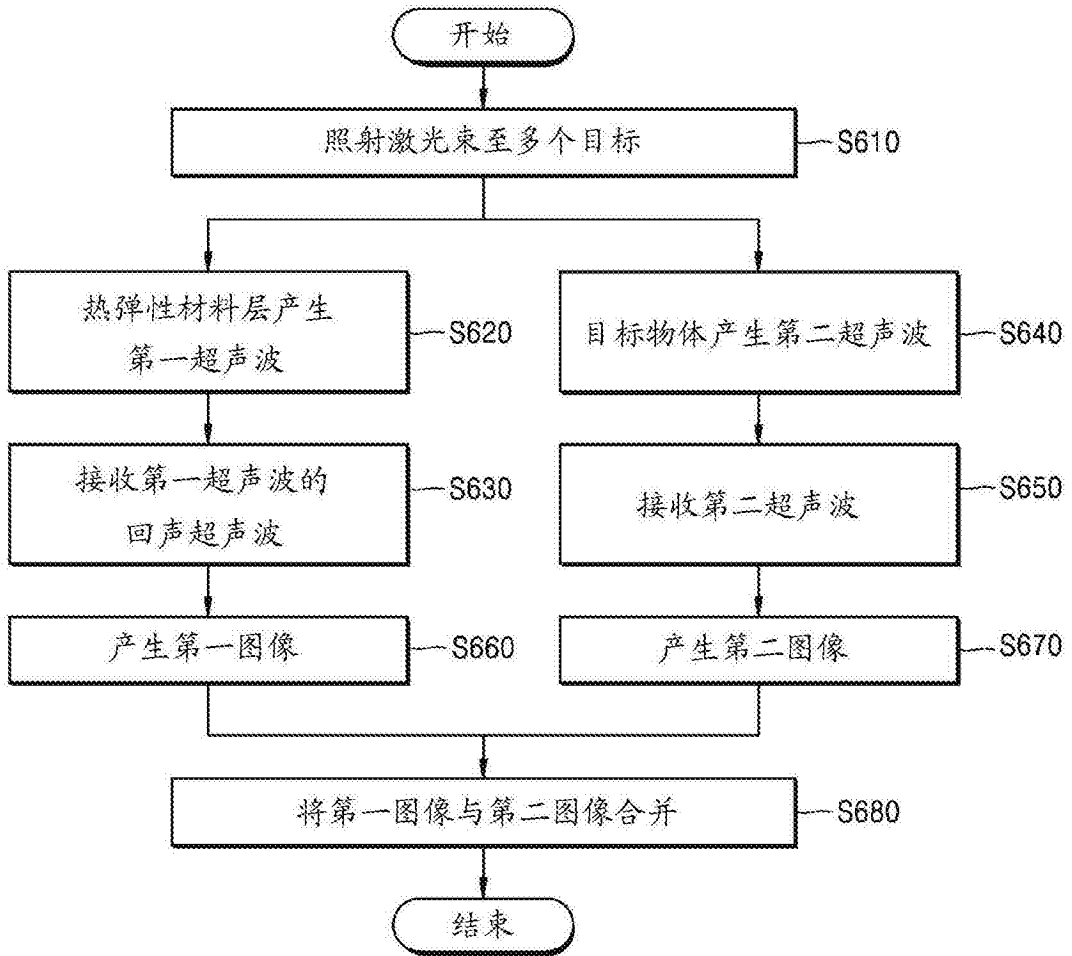 开始
照射激光束至多个目标
S610
热弹性材料层产生
第一超声波
S620
目标物体产生第二超声波
S640
接收第一超声波的
回声超声波
S630
接收第二超声波
S650
产生第一图像
S660
产生第二图像
S670
将第一图像与第二图像合并
S680
结束